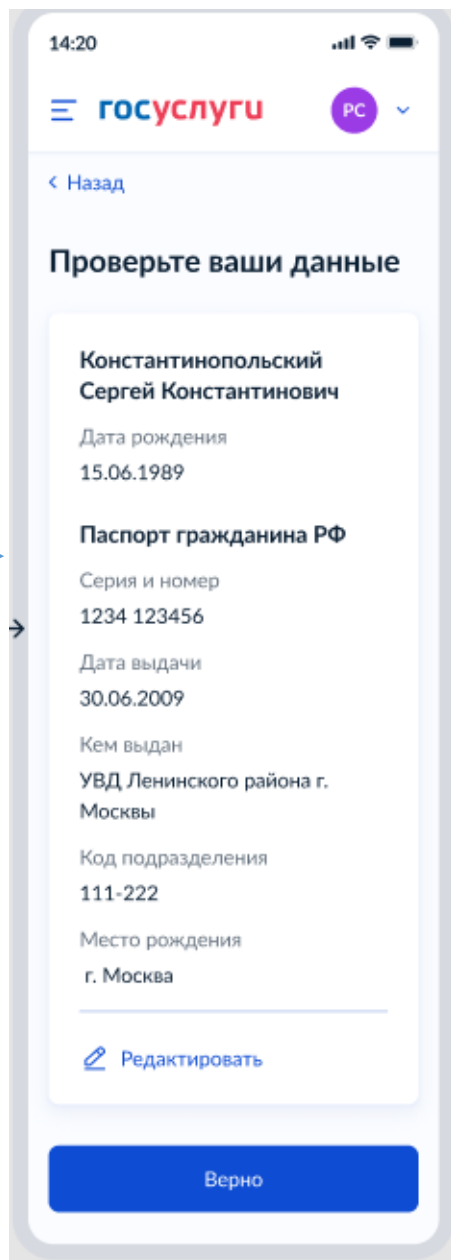 14:20
госуслуги
РС
Назад
Проверьте ваши данные
Константинопольский
Сергей Константинович
Дата рождения
15.06.1989
Паспорт гражданина РФ
Серия и номер
1234 123456
Дата выдачи
30.06.2009
Кем выдан
УВД Ленинского района г.
Москвы
Код подразделения
111-222
Место рождения
г. Москва
Редактировать
Верно